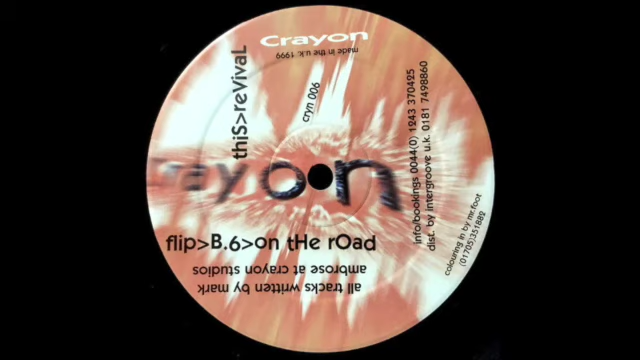 crayon
made in the u.k. 1999
thiS>reVivaL
cryn 006
crayon
info/bookings 0044(0) 1243 370425
dist. by intergroove u.k. 0181 7498860
flip>B.6>on tHe rOad
all tracks written by mark
ambrose at crayon studios
colouring in by mr.foot
(01705)351882